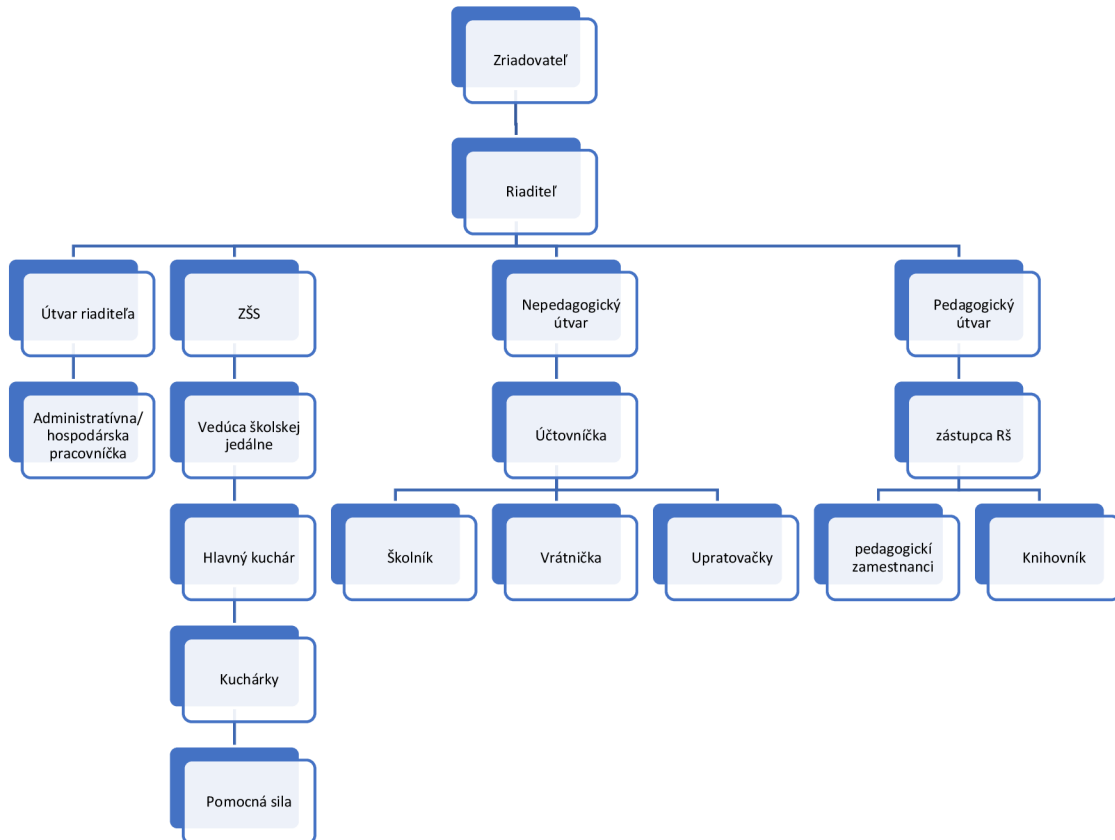 Zriadovateľ
Riaditeľ
Útvar riaditeľa
ZŠS
Nepedagogický
útvar
Pedagogický
útvar
Administratívna/
hospodárska
pracovníčka
Vedúca školskej
jedálne
Účtovníčka
zástupca Rš
Hlavný kuchár
Školník
Vrátnička
Upratovačky
pedagogickí
zamestnanci
Knihovník
Kuchárky
Pomocná sila